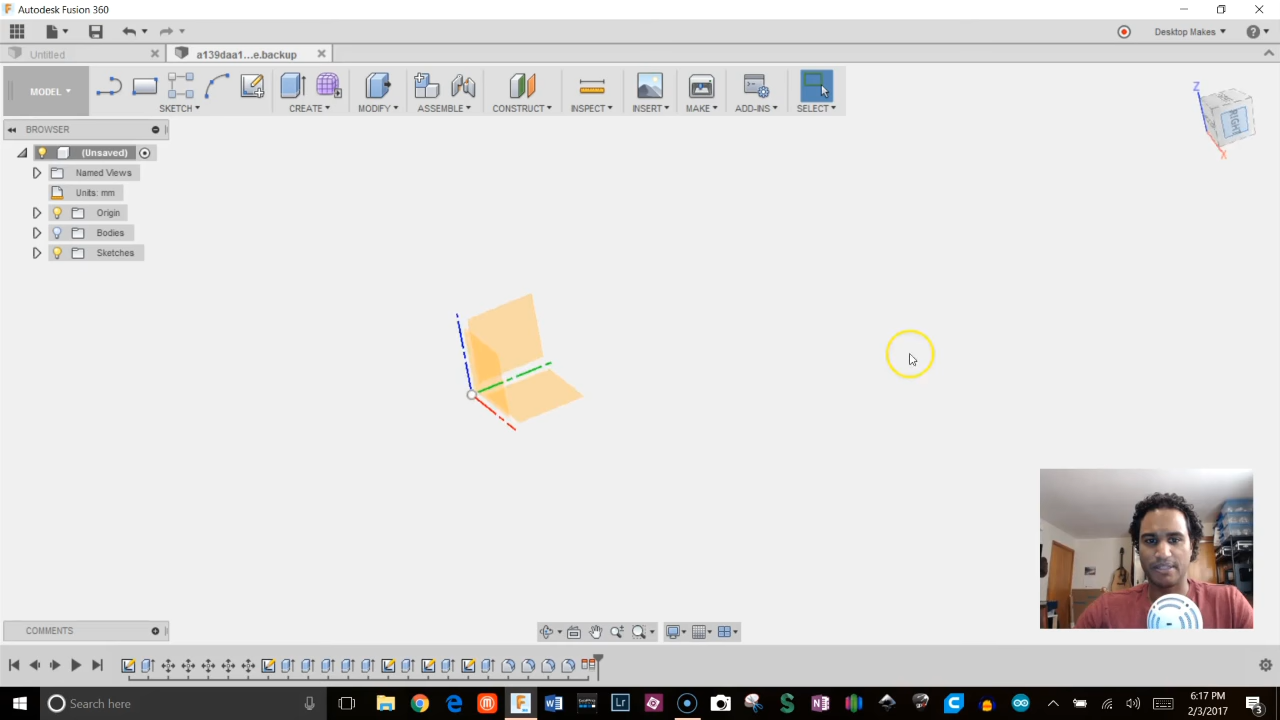 Autodesk Fusion 360
Desktop Makes
Untitled
a139daa1...e.backup
MODEL
SKETCH
CREATE
MODIFY
ASSEMBLE
CONSTRUCT
INSPECT
INSERT
MAKE
ADD-INS
SELECT
BROWSER
(Unsaved)
Named Views
Units: mm
Origin
Bodies
Sketches
Z
RIGHT
X
COMMENTS
Search here
6:17 PM
2/3/2017
3